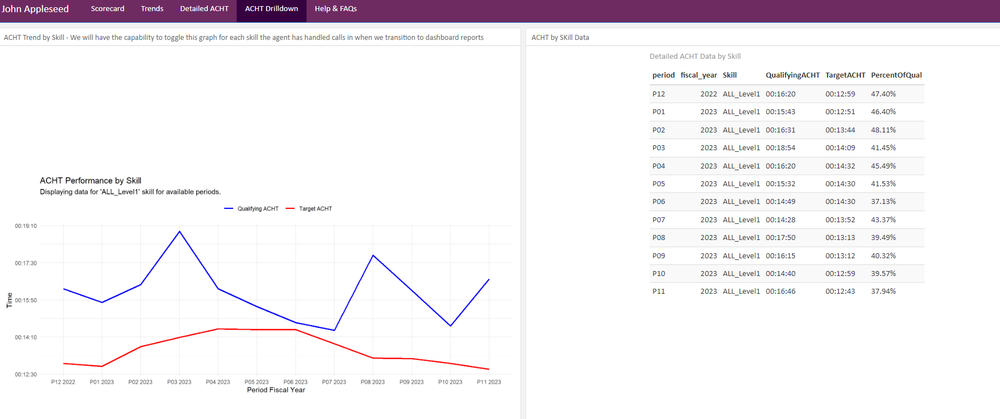 John Appleseed Scorecard Trends Detailed ACHT ACHT Drilldown Help & FAQs
ACHT Trend by Skill - We will have the capability to toggle this graph for each skill the agent has handled calls in when we transition to dashboard reports
ACHT Performance by Skill
Displaying data for 'ALL_Level1' skill for available periods.
Qualifying ACHT Target ACHT
00:19:10
00:17:30
00:15:50
00:14:10
00:12:30
Time
P12 2022 P01 2023 P02 2023 P03 2023 P04 2023 P05 2023 P06 2023 P07 2023 P08 2023 P09 2023 P10 2023 P11 2023
Period Fiscal Year
ACHT by SKill Data
Detailed ACHT Data by Skill
period fiscal_year Skill QualifyingACHT TargetACHT PercentOfQual
P12 2022 ALL_Level1 00:16:20 00:12:59 47.40%
P01 2023 ALL_Level1 00:15:43 00:12:51 46.40%
P02 2023 ALL_Level1 00:16:31 00:13:44 48.11%
P03 2023 ALL_Level1 00:18:54 00:14:09 41.45%
P04 2023 ALL_Level1 00:16:20 00:14:32 45.49%
P05 2023 ALL_Level1 00:15:32 00:14:30 41.53%
P06 2023 ALL_Level1 00:14:49 00:14:30 37.13%
P07 2023 ALL_Level1 00:14:28 00:13:52 43.37%
P08 2023 ALL_Level1 00:17:50 00:13:13 39.49%
P09 2023 ALL_Level1 00:16:15 00:13:12 40.32%
P10 2023 ALL_Level1 00:14:40 00:12:59 39.57%
P11 2023 ALL_Level1 00:16:46 00:12:43 37.94%